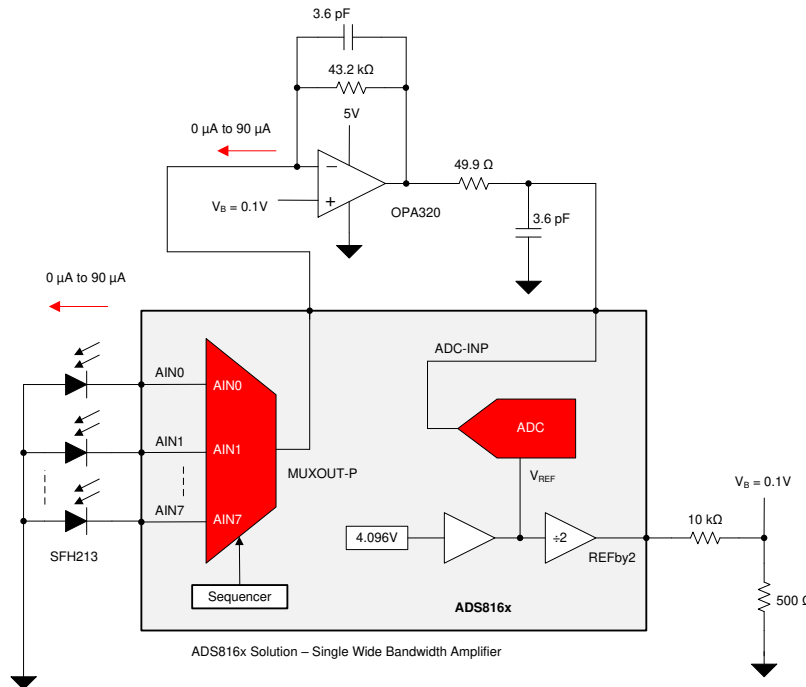 3.6 pF
43.2 kΩ
5V
0 µA to 90 µA
49.9 Ω
−
+
V_B = 0.1V
OPA320
3.6 pF
0 µA to 90 µA
ADC-INP
AIN0
AIN0
ADC
AIN1
AIN1
MUXOUT-P
V_REF
V_B = 0.1V
AIN7
AIN7
4.096V
÷2
10 kΩ
SFH213
REFby2
Sequencer
ADS816x
500 Ω
ADS816x Solution – Single Wide Bandwidth Amplifier